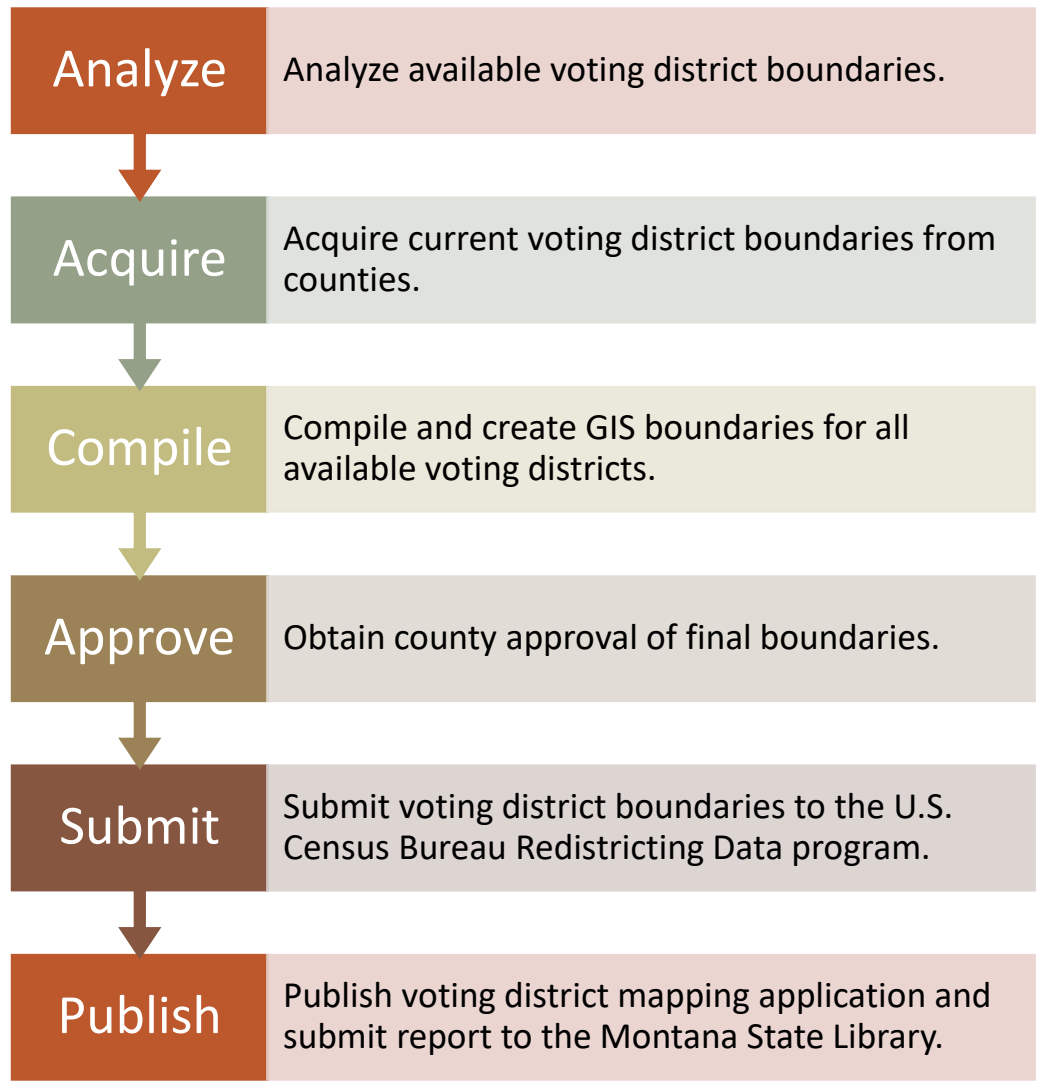 Analyze
Analyze available voting district boundaries.
Acquire
Acquire current voting district boundaries from
counties.
Compile
Compile and create GIS boundaries for all
available voting districts.
Approve
Obtain county approval of final boundaries.
Submit
Submit voting district boundaries to the U.S.
Census Bureau Redistricting Data program.
Publish
Publish voting district mapping application and
submit report to the Montana State Library.